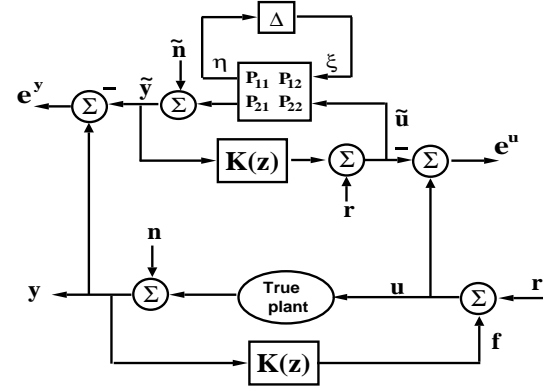 Δ
η ξ
ñ
P₁₁ P₁₂
P₂₁ P₂₂
ỹ
eʸ Σ − Σ
ũ
K(z) Σ − Σ eᵘ
r
n
y Σ True plant u Σ r
f
K(z)